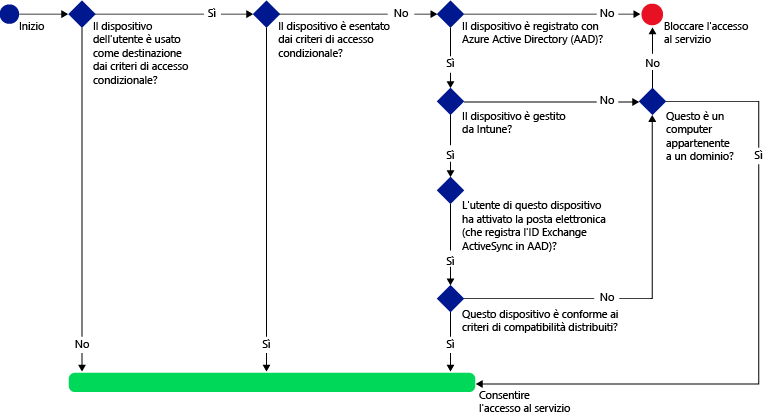 Inizio
Il dispositivo
dell'utente è usato
come destinazione
dai criteri di accesso
condizionale?
Sì
Il dispositivo è esentato
dai criteri di accesso
condizionale?
No
Il dispositivo è registrato con
Azure Active Directory (AAD)?
No
Bloccare l'accesso
al servizio
Sì
No
Il dispositivo è gestito
da Intune?
No
Questo è un
computer
appartenente
a un dominio?
Sì
Sì
L'utente di questo dispositivo
ha attivato la posta elettronica
(che registra l'ID Exchange
ActiveSync in AAD)?
Sì
Questo dispositivo è conforme ai
criteri di compatibilità distribuiti?
No
No
Sì
Sì
Consentire
l'accesso al servizio